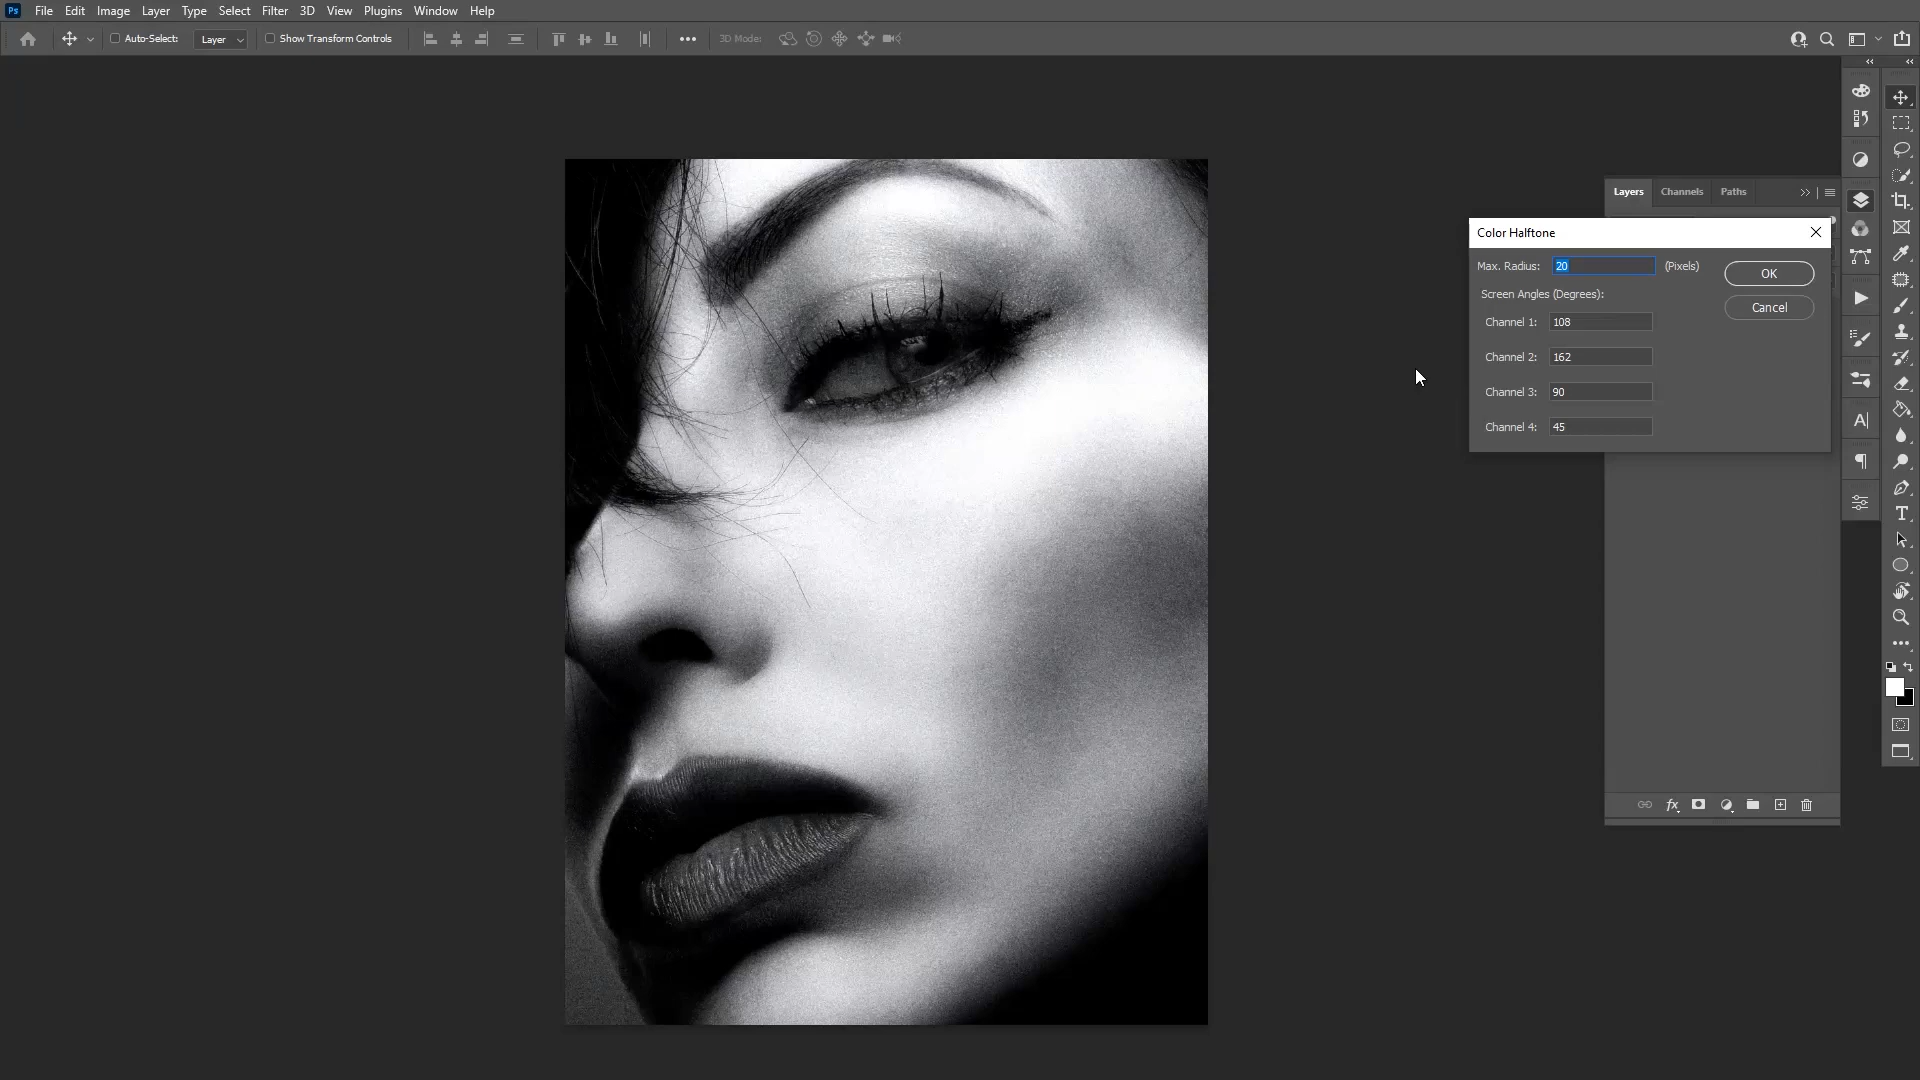 Ps File Edit Image Layer Type Select Filter 3D View Plugins Window Help
Auto-Select: Layer Show Transform Controls 3D Mode:
Layers Channels Paths
Color Halftone
Max. Radius: 20 (Pixels) OK
Screen Angles (Degrees):
Cancel
Channel 1: 108
Channel 2: 162
Channel 3: 90
Channel 4: 45